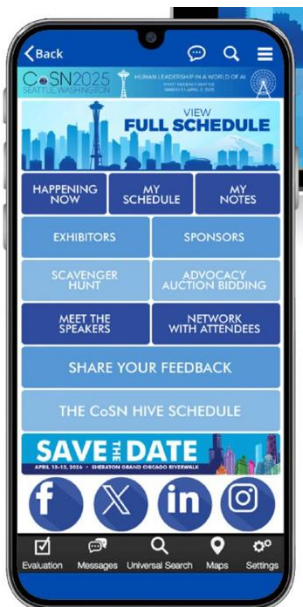 Back
CoSN2025
SEATTLE, WASHINGTON
HUMAN LEADERSHIP IN A WORLD OF AI
VIEW
FULL SCHEDULE
HAPPENING
NOW
MY
SCHEDULE
MY
NOTES
EXHIBITORS
SPONSORS
SCAVENGER
HUNT
ADVOCACY
AUCTION BIDDING
MEET THE
SPEAKERS
NETWORK
WITH ATTENDEES
SHARE YOUR FEEDBACK
THE CoSN HIVE SCHEDULE
SAVE THE DATE
APRIL 13-15, 2026 • SHERATON GRAND CHICAGO RIVERWALK
f X in
Evaluation Messages Universal Search Maps Settings